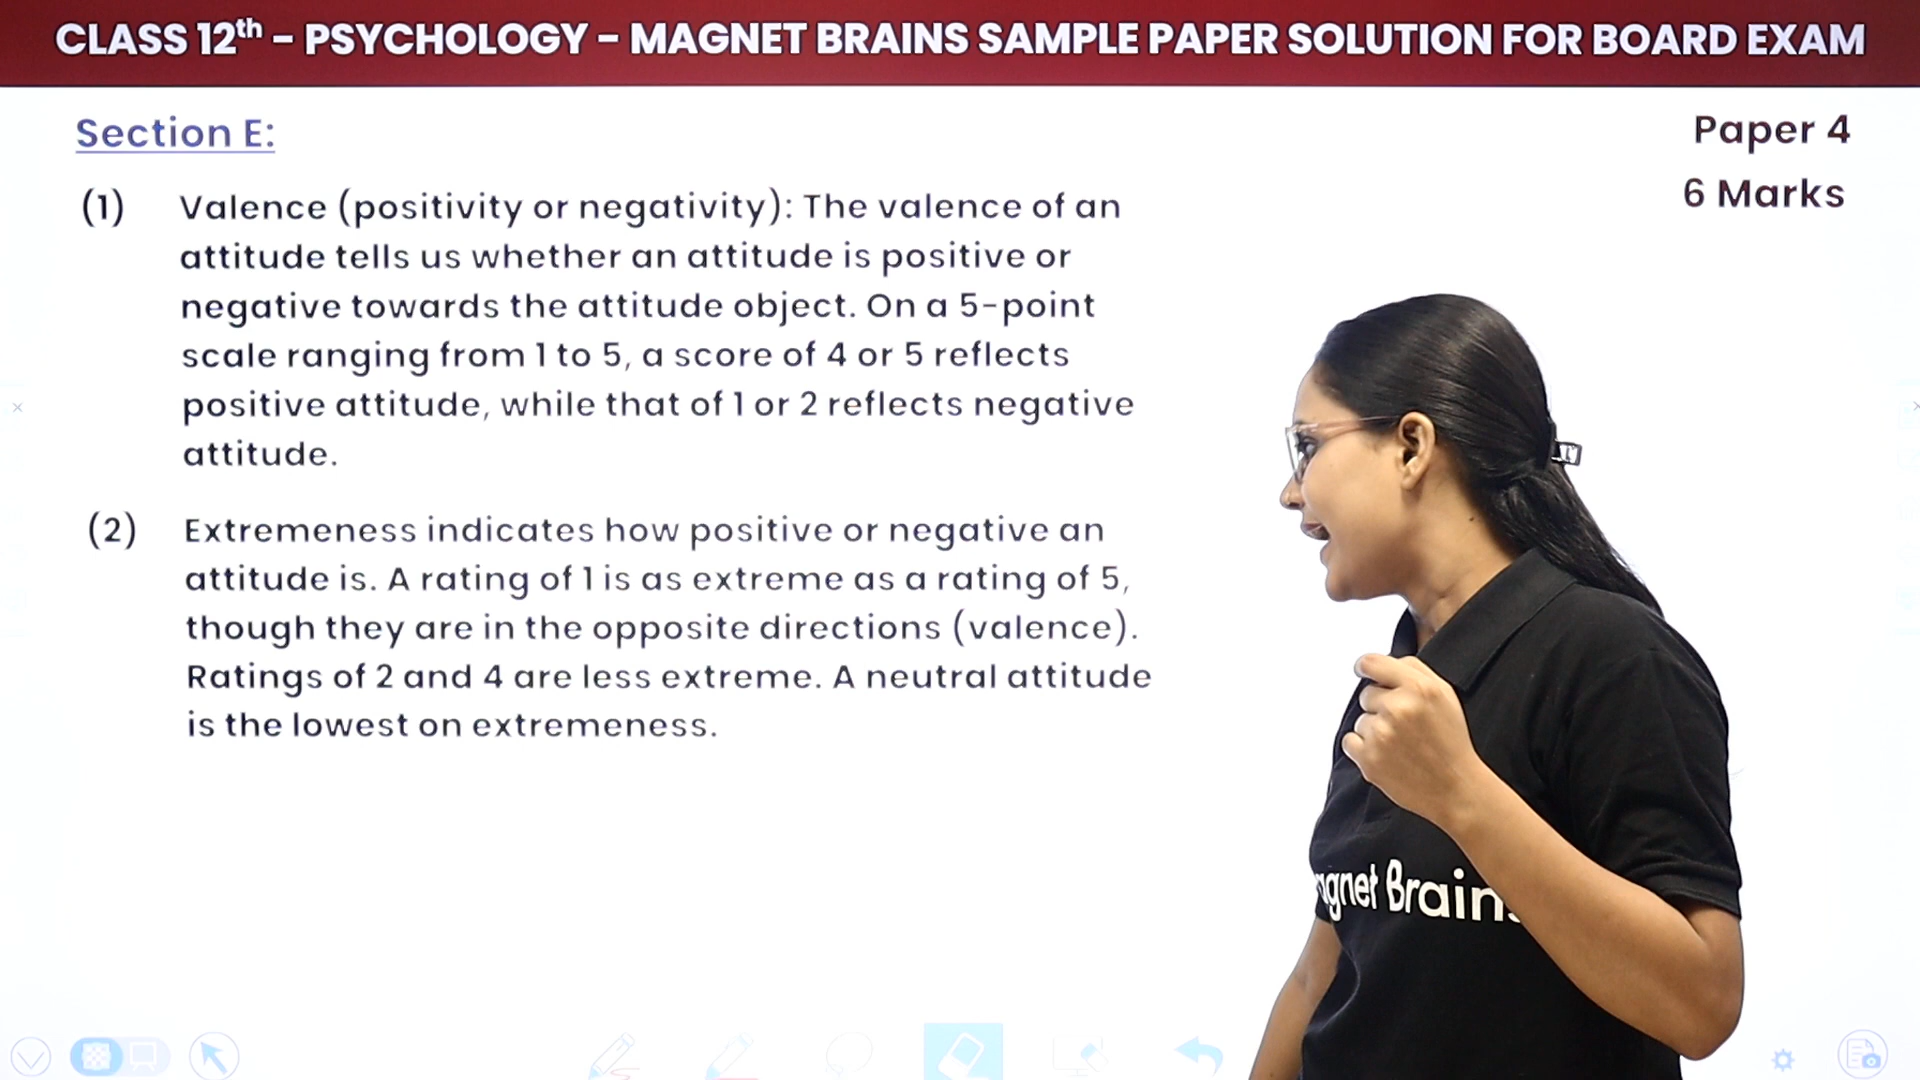 CLASS 12th - PSYCHOLOGY - MAGNET BRAINS SAMPLE PAPER SOLUTION FOR BOARD EXAM
Section E:
Paper 4
6 Marks
(1) Valence (positivity or negativity): The valence of an
attitude tells us whether an attitude is positive or
negative towards the attitude object. On a 5-point
scale ranging from 1 to 5, a score of 4 or 5 reflects
positive attitude, while that of 1 or 2 reflects negative
attitude.
(2) Extremeness indicates how positive or negative an
attitude is. A rating of 1 is as extreme as a rating of 5,
though they are in the opposite directions (valence).
Ratings of 2 and 4 are less extreme. A neutral attitude
is the lowest on extremeness.
agnet Brains